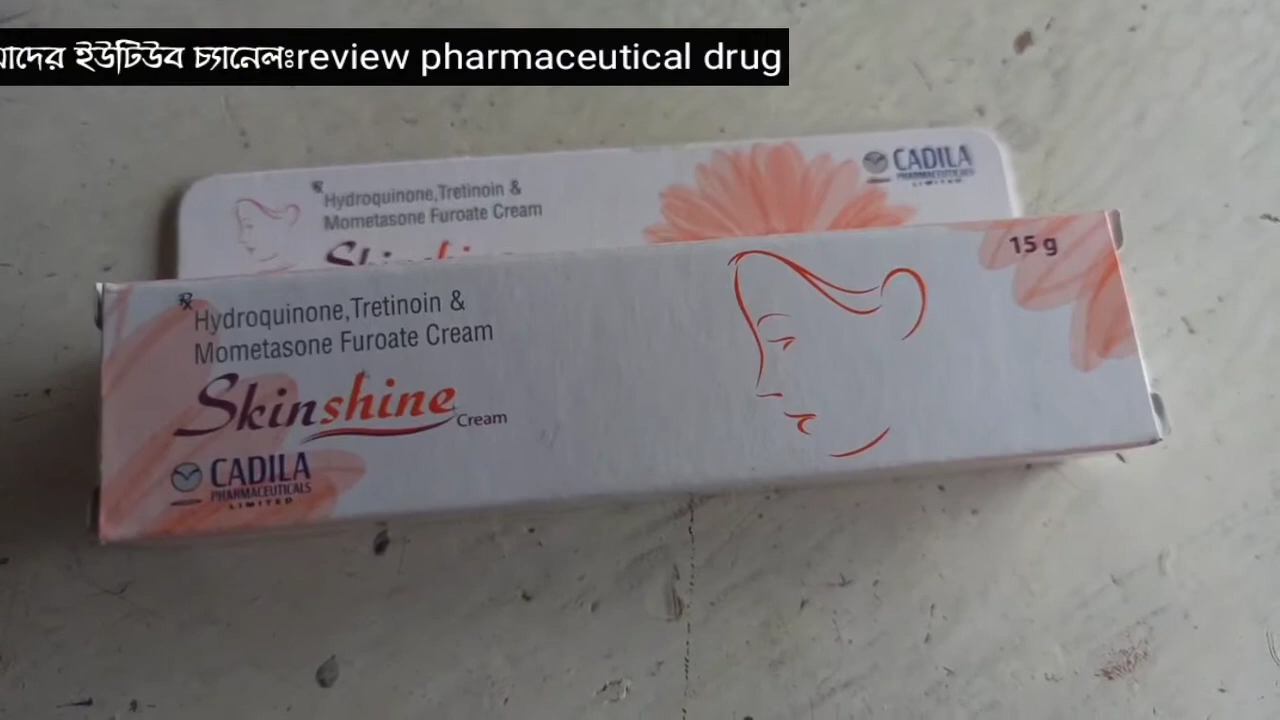 ইউটিউব চ্যানেলঃreview pharmaceutical drug
Hydroquinone,Tretinoin &
Mometasone Furoate Cream
CADILA
PHARMACEUTICALS
LIMITED
Rx
Hydroquinone,Tretinoin &
Mometasone Furoate Cream
Skinshine
Cream
CADILA
PHARMACEUTICALS
LIMITED
15 g